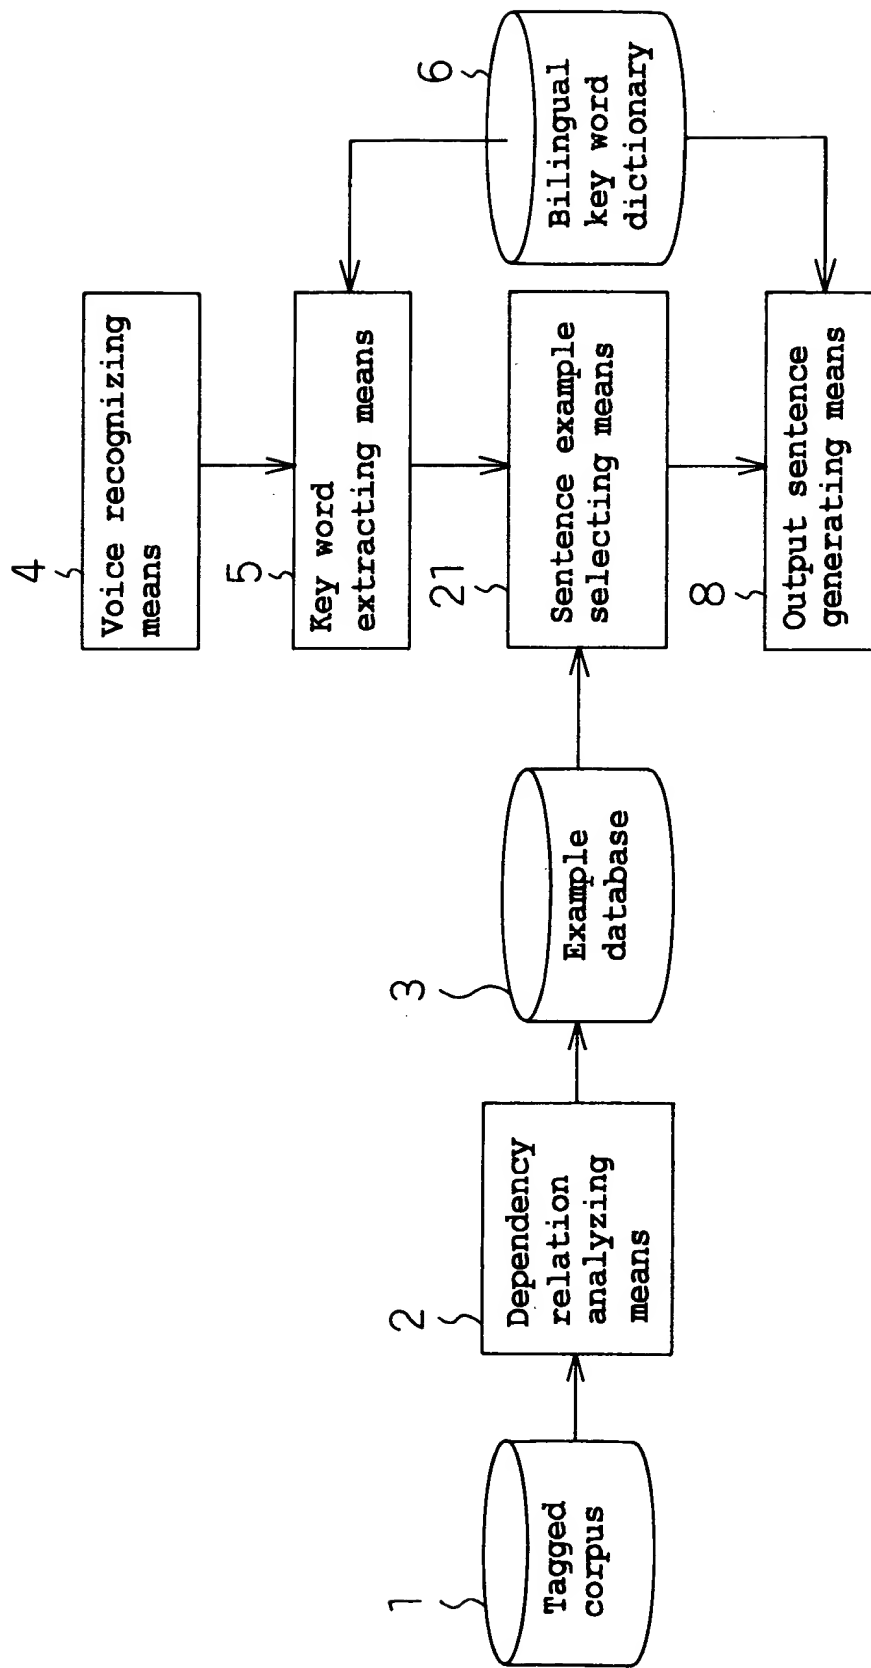 4
Voice recognizing
means
5
Key word
extracting means
6
Bilingual
key word
dictionary
1
Tagged
corpus
2
Dependency
relation
analyzing
means
3
Example
database
21
Sentence example
selecting means
8
Output sentence
generating means